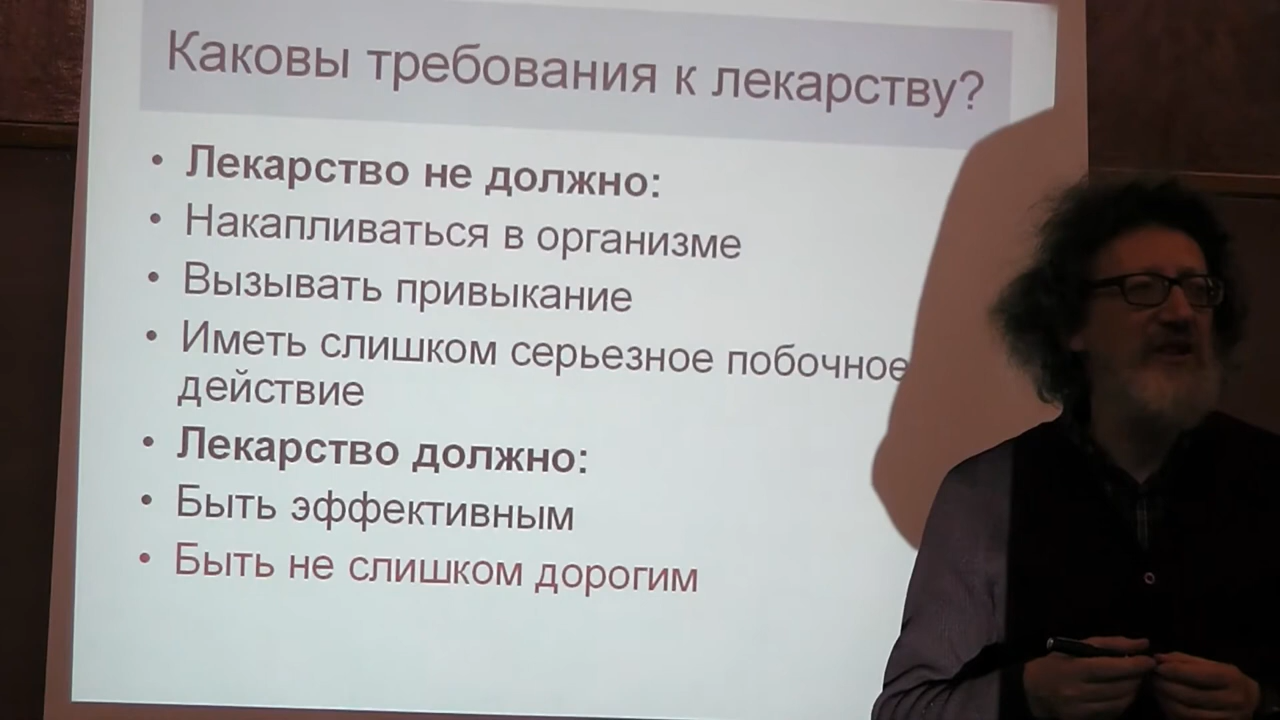 Каковы требования к лекарству?
• Лекарство не должно:
• Накапливаться в организме
• Вызывать привыкание
• Иметь слишком серьезное побочное
действие
• Лекарство должно:
• Быть эффективным
• Быть не слишком дорогим